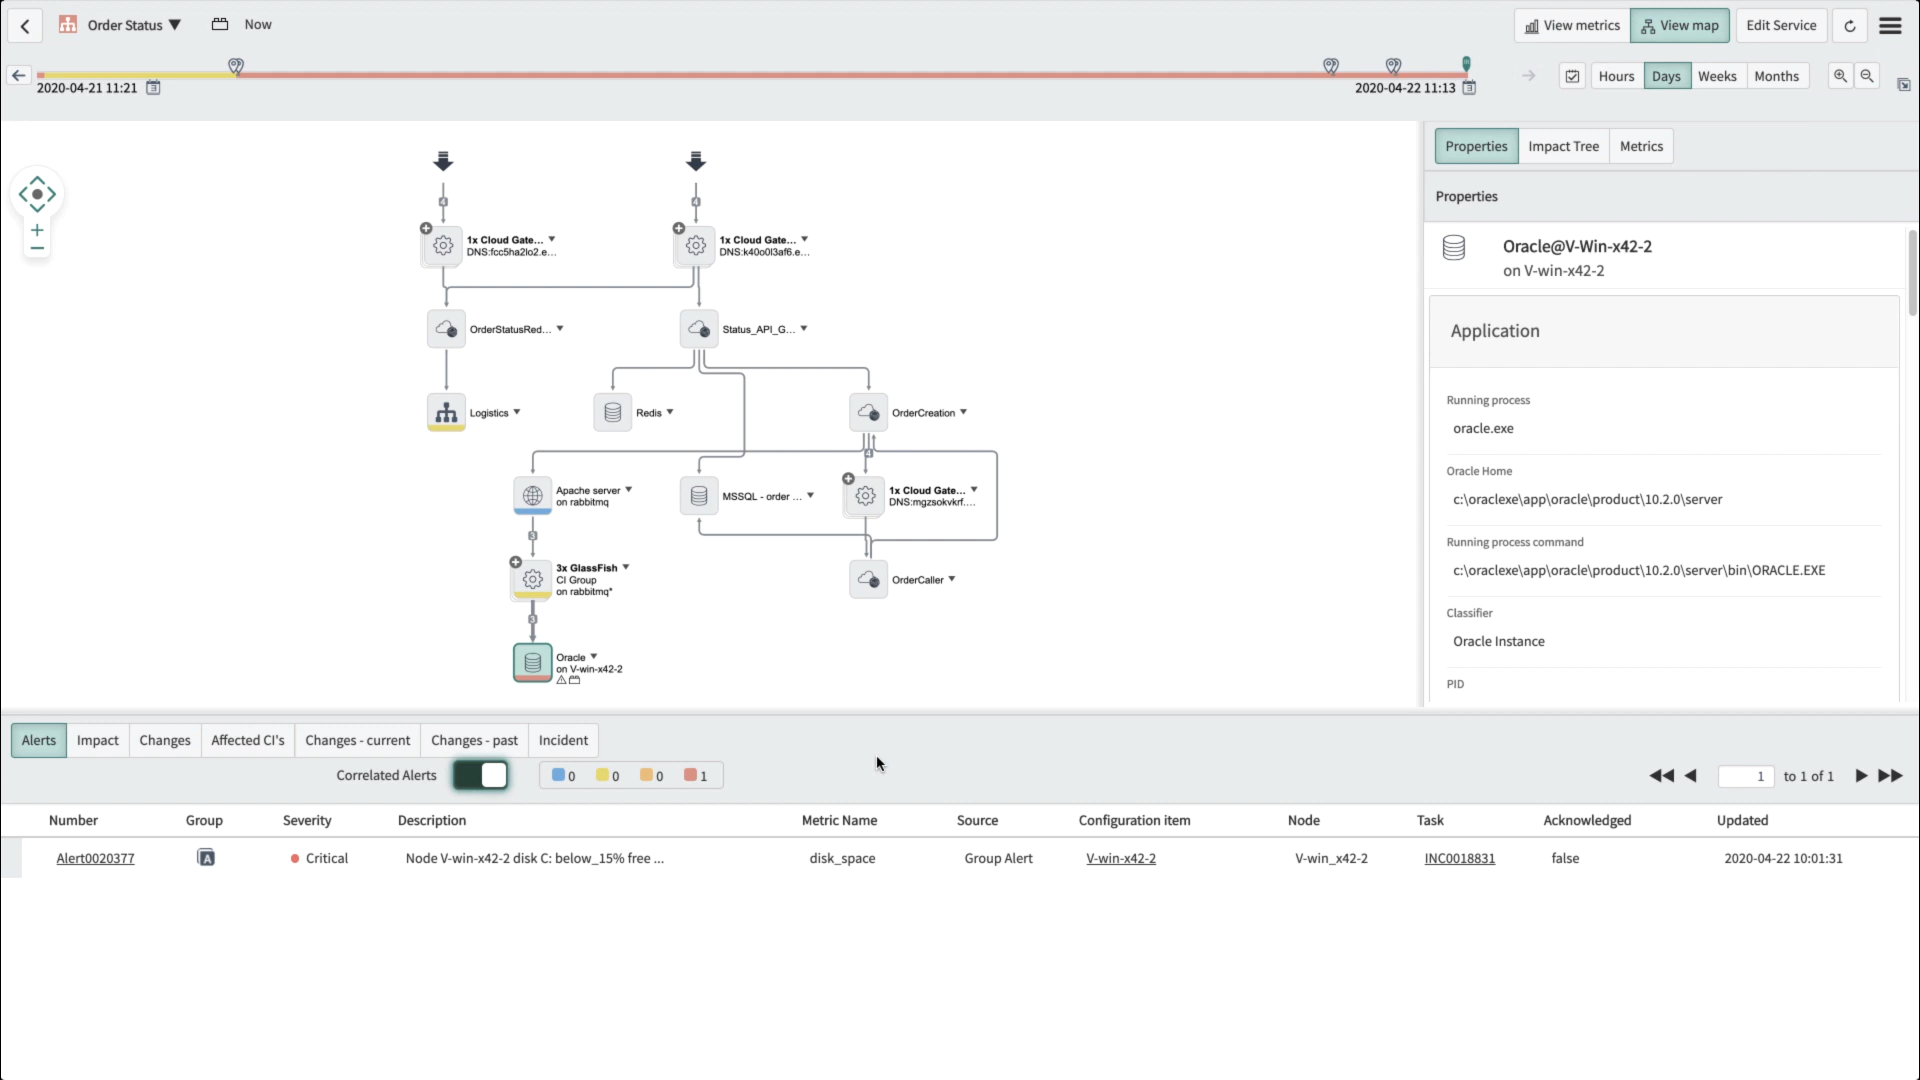 Order Status
Now
View metrics
View map
Edit Service
2020-04-21 11:21
2020-04-22 11:13
Hours
Days
Weeks
Months
1x Cloud Gate...
DNS:fcc5ha2lo2.e...
1x Cloud Gate...
DNS:k40o0l3af6.e...
OrderStatusRed...
Status_API_G...
Logistics
Redis
OrderCreation
4
Apache server
on rabbitmq
MSSQL - order ...
1x Cloud Gate...
DNS:mgzsokvkrf....
3
3x GlassFish
CI Group
on rabbitmq*
OrderCaller
3
Oracle
on V-win-x42-2
Properties
Impact Tree
Metrics
Properties
Oracle@V-Win-x42-2
on V-win-x42-2
Application
Running process
oracle.exe
Oracle Home
c:\oraclexe\app\oracle\product\10.2.0\server
Running process command
c:\oraclexe\app\oracle\product\10.2.0\server\bin\ORACLE.EXE
Classifier
Oracle Instance
PID
Alerts
Impact
Changes
Affected CI's
Changes - current
Changes - past
Incident
Correlated Alerts
0 0 0 1
1 to 1 of 1
Number Group Severity Description Metric Name Source Configuration item Node Task Acknowledged Updated
Alert0020377 A Critical Node V-win-x42-2 disk C: below_15% free ... disk_space Group Alert V-win-x42-2 V-win_x42-2 INC0018831 false 2020-04-22 10:01:31